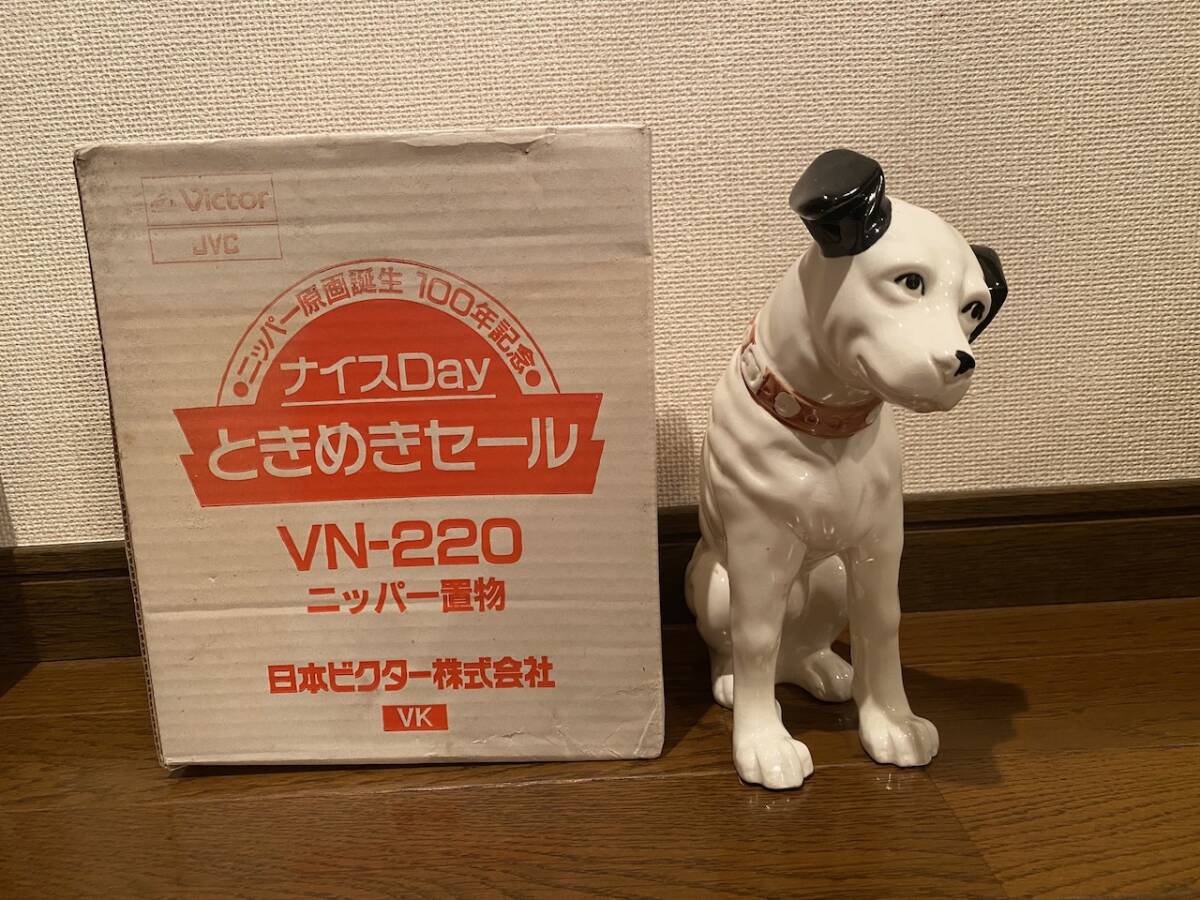 Victor
JVC
•ニッパー原画誕生 100年記念•
ナイスDay
ときめきセール
VN-220
ニッパー置物
日本ビクター株式会社
VK